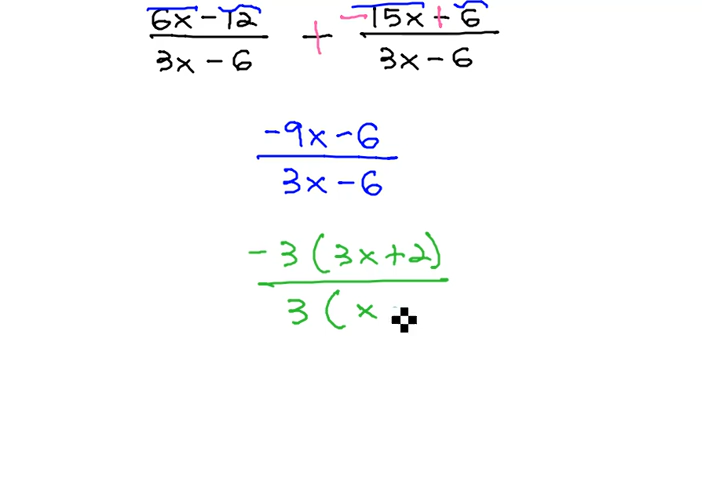 6x - 12 + -15x + 6
3x - 6 3x - 6
-9x - 6
3x - 6
-3 (3x + 2)
3 (x